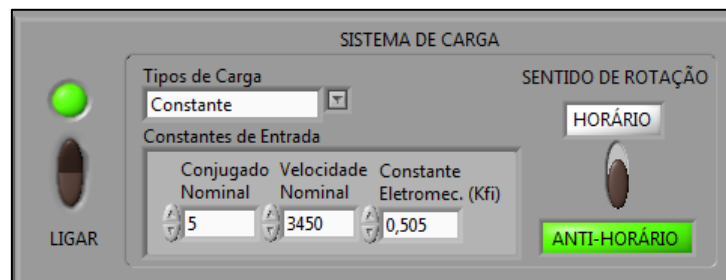 SISTEMA DE CARGA
Tipos de Carga
Constante
Constantes de Entrada
Conjugado Nominal
5
Velocidade Nominal
3450
Constante Eletromec. (Kfi)
0,505
SENTIDO DE ROTAÇÃO
HORÁRIO
ANTI-HORÁRIO
LIGAR